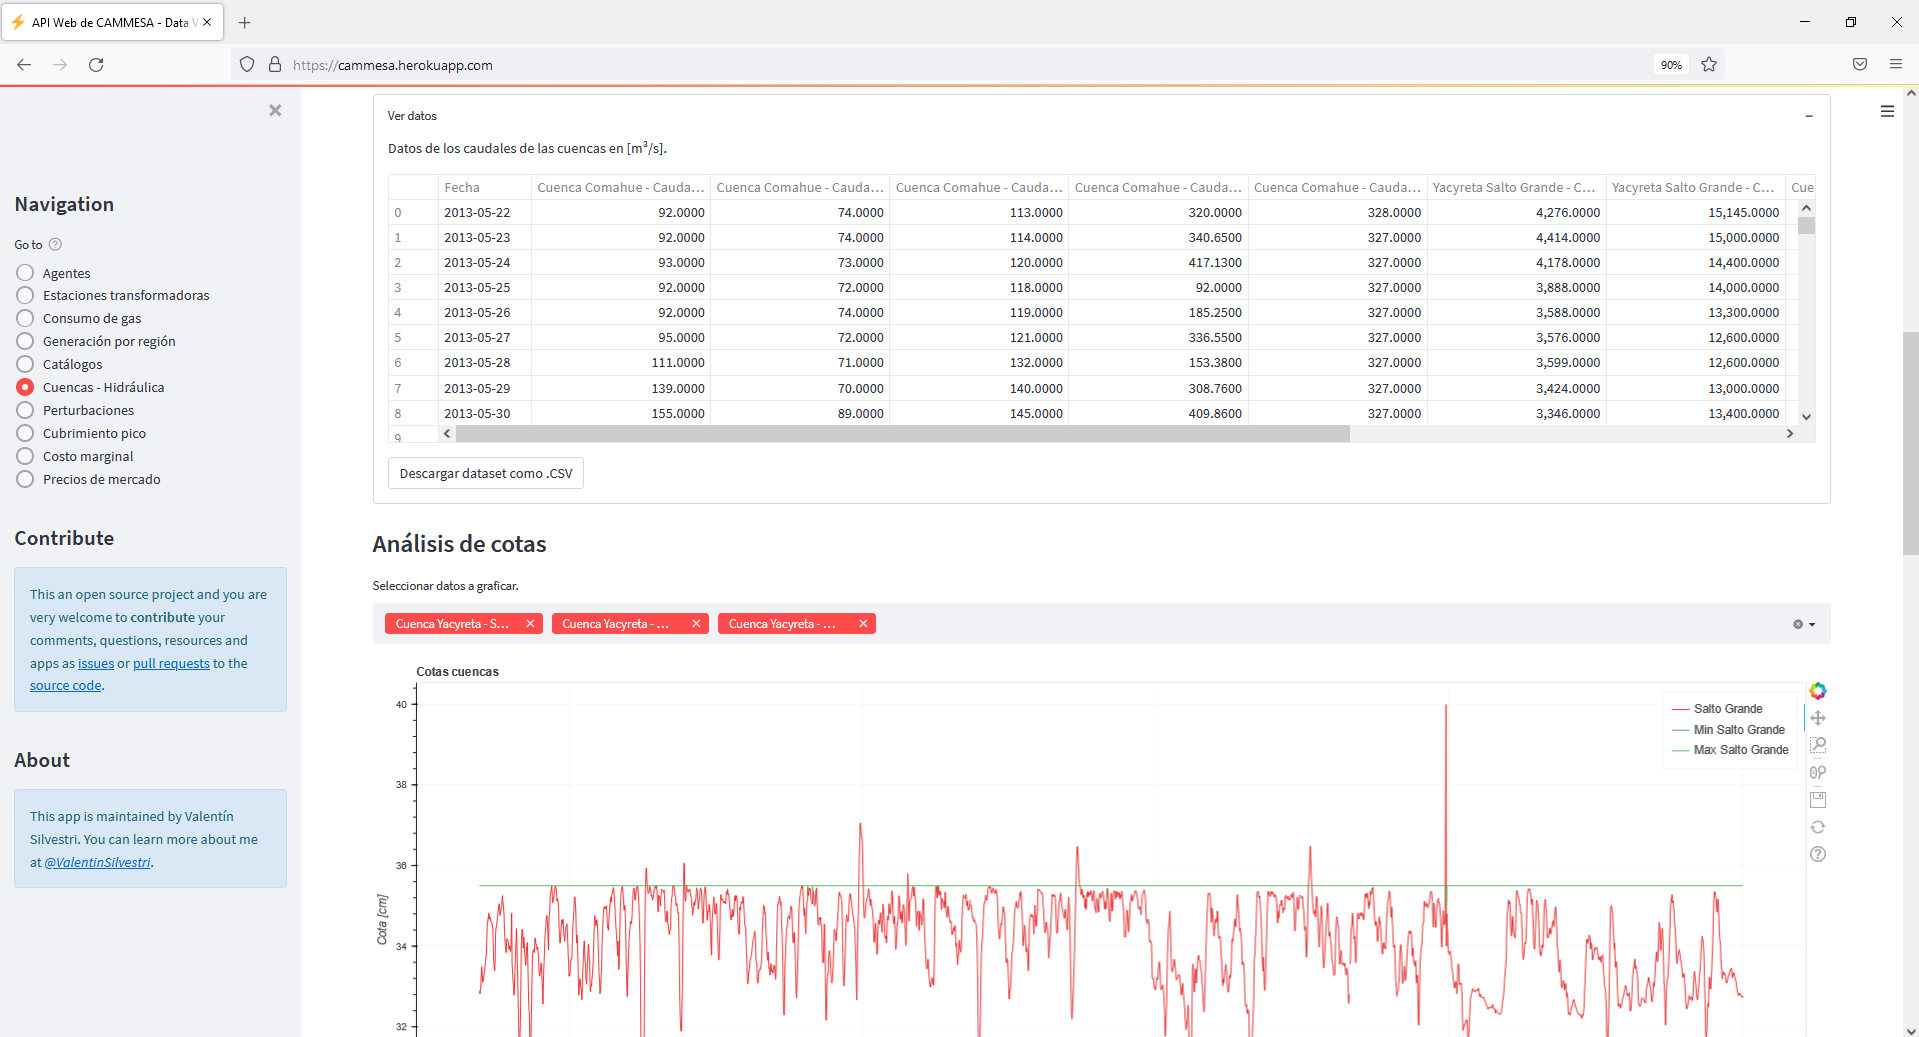 API Web de CAMMESA - Data V
https://cammesa.herokuapp.com
90%
Navigation
Go to
Agentes
Estaciones transformadoras
Consumo de gas
Generación por región
Catálogos
Cuencas - Hidráulica
Perturbaciones
Cubrimiento pico
Costo marginal
Precios de mercado
Contribute
This an open source project and you are
very welcome to contribute your
comments, questions, resources and
apps as issues or pull requests to the
source code.
About
This app is maintained by Valentín
Silvestri. You can learn more about me
at @ValentinSilvestri.
Ver datos
Datos de los caudales de las cuencas en [m³/s].
Fecha Cuenca Comahue - Cauda... Cuenca Comahue - Cauda... Cuenca Comahue - Cauda... Cuenca Comahue - Cauda... Cuenca Comahue - Cauda... Yacyreta Salto Grande - C... Yacyreta Salto Grande - C... Cue
0 2013-05-22 92.0000 74.0000 113.0000 320.0000 328.0000 4,276.0000 15,145.0000
1 2013-05-23 92.0000 74.0000 114.0000 340.6500 327.0000 4,414.0000 15,000.0000
2 2013-05-24 93.0000 73.0000 120.0000 417.1300 327.0000 4,178.0000 14,400.0000
3 2013-05-25 92.0000 72.0000 118.0000 92.0000 327.0000 3,888.0000 14,000.0000
4 2013-05-26 92.0000 74.0000 119.0000 185.2500 327.0000 3,588.0000 13,300.0000
5 2013-05-27 95.0000 72.0000 121.0000 336.5500 327.0000 3,576.0000 12,600.0000
6 2013-05-28 111.0000 71.0000 132.0000 153.3800 327.0000 3,599.0000 12,600.0000
7 2013-05-29 139.0000 70.0000 140.0000 308.7600 327.0000 3,424.0000 13,000.0000
8 2013-05-30 155.0000 89.0000 145.0000 409.8600 327.0000 3,346.0000 13,400.0000
9
Descargar dataset como .CSV
Análisis de cotas
Seleccionar datos a graficar.
Cuenca Yacyreta - S... Cuenca Yacyreta - ... Cuenca Yacyreta - ...
Cotas cuencas
40
38
36
34
32
Cota [cm]
Salto Grande
Min Salto Grande
Max Salto Grande